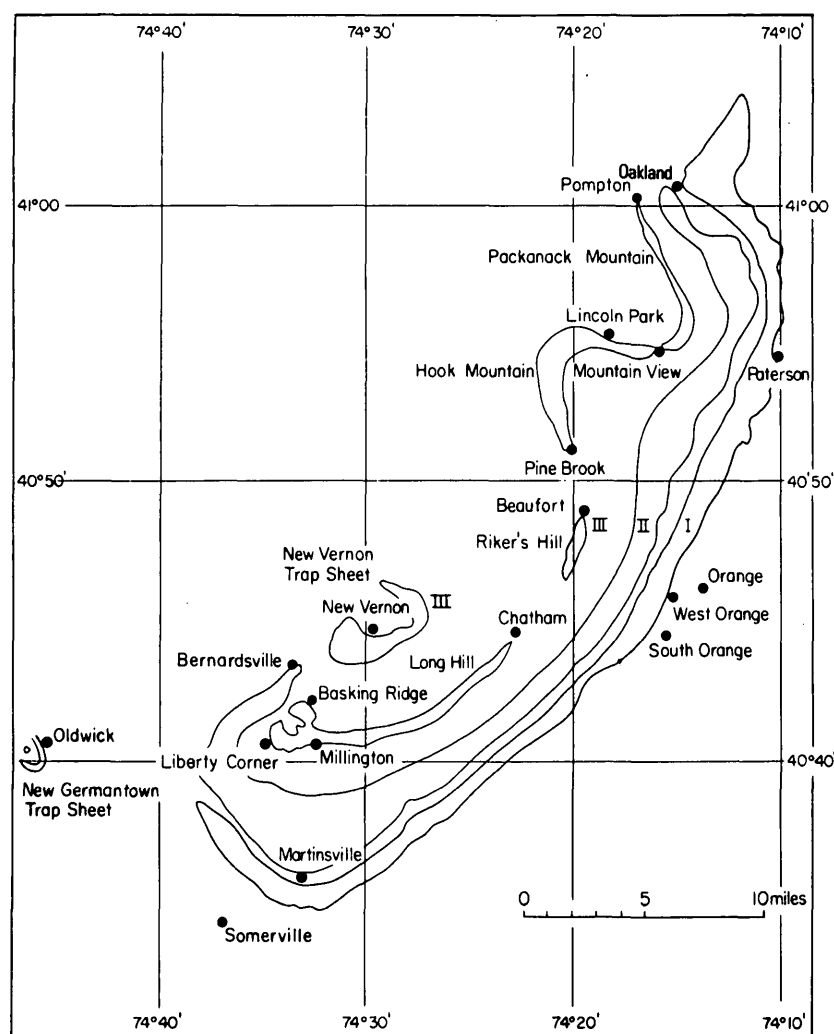 74°40'
74°30'
74°20'
74°10'
Oakland
Pompton
41°00'
41°00'
Packanack Mountain
Lincoln Park
Hook Mountain
Mountain View
Paterson
Pine Brook
40°50'
40°50'
Beaufort
III
II
I
Riker's Hill
New Vernon
Trap Sheet
III
Orange
New Vernon
Chatham
West Orange
South Orange
Bernardsville
Long Hill
Basking Ridge
Oldwick
Liberty Corner
Millington
40°40'
New Germantown
Trap Sheet
Martinsville
0 5 10 miles
Somerville
74°40'
74°30'
74°20'
74°10'